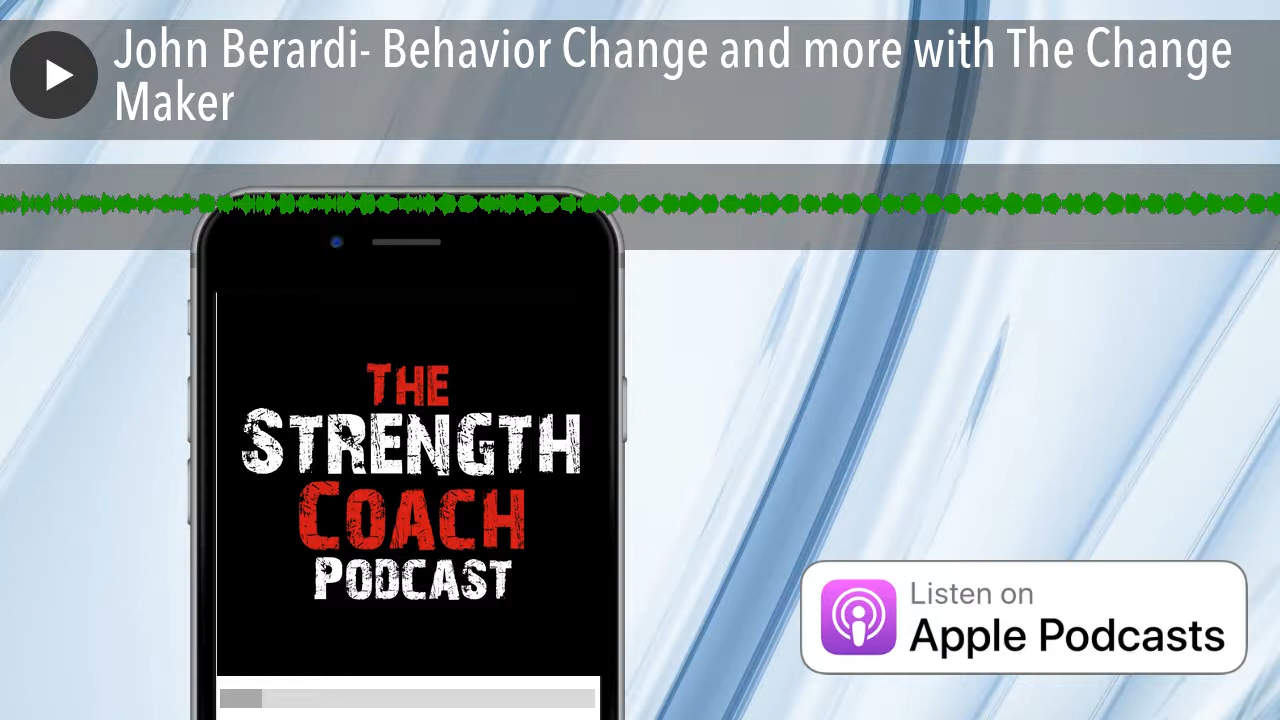 John Berardi- Behavior Change and more with The Change
Maker
THE
STRENGTH
COACH
PODCAST
Listen on
Apple Podcasts